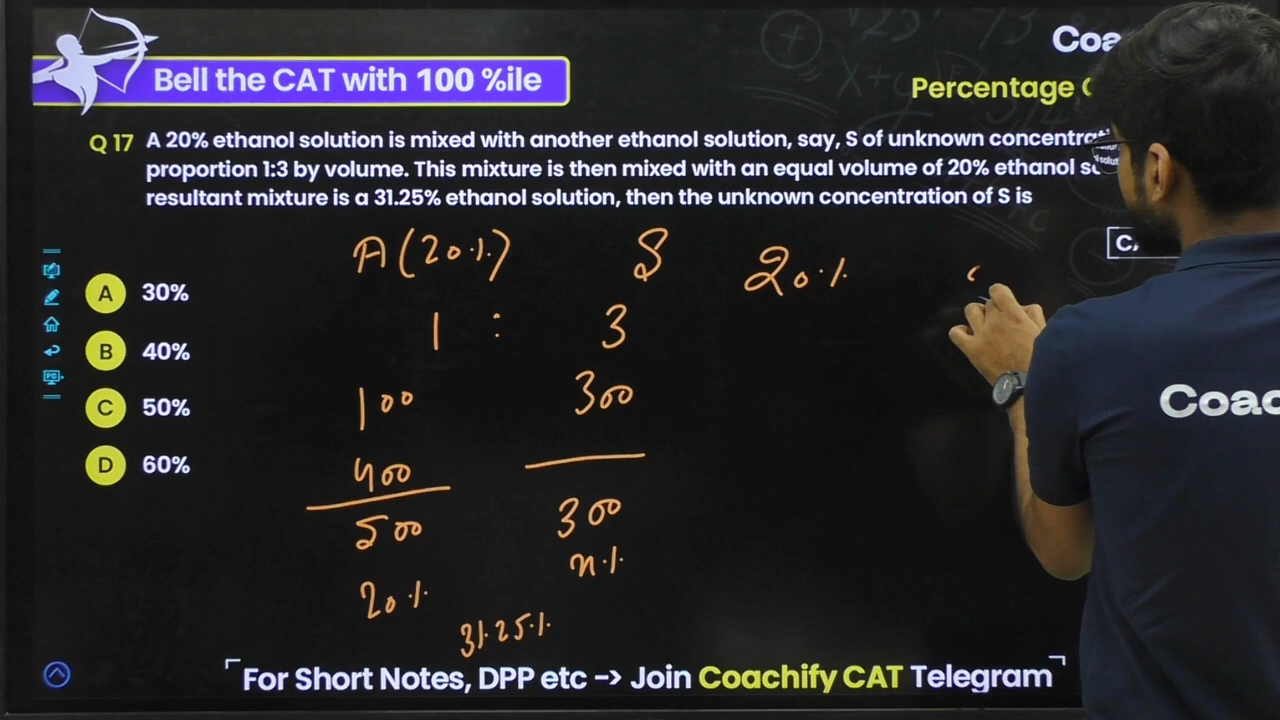 Coa
Bell the CAT with 100 %ile
Percentage
Q 17 A 20% ethanol solution is mixed with another ethanol solution, say, S of unknown
proportion 1:3 by volume. This mixture is then mixed with an equal volume of 20% ethanol
resultant mixture is a 31.25% ethanol solution, then the unknown concentration of S is
A 30%
B 40%
C 50%
D 60%
A (20%) S 20%
1 : 3
100 300
400
500 300
n%
20%
31.25%
Coac
For Short Notes, DPP etc -> Join Coachify CAT Telegram